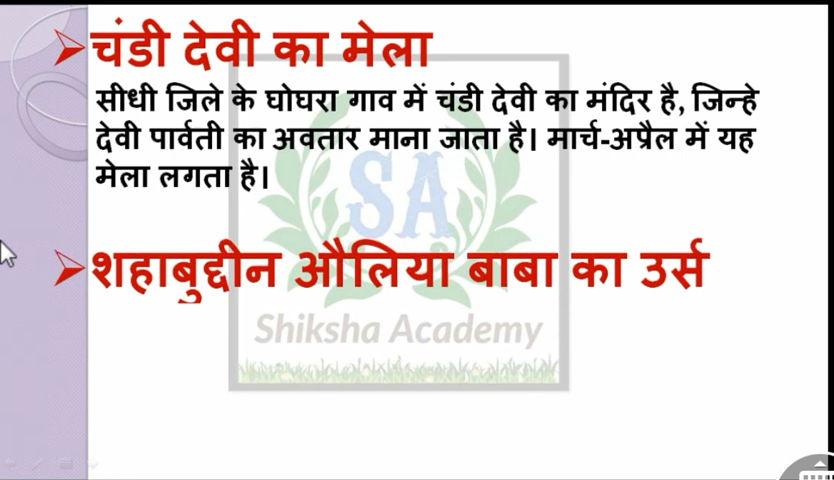 चंडी देवी का मेला
सीधी जिले के घोघरा गाव में चंडी देवी का मंदिर है, जिन्हे
देवी पार्वती का अवतार माना जाता है। मार्च-अप्रैल में यह
मेला लगता है।
SA
शहाबुद्दीन औलिया बाबा का उर्स
Shiksha Academy